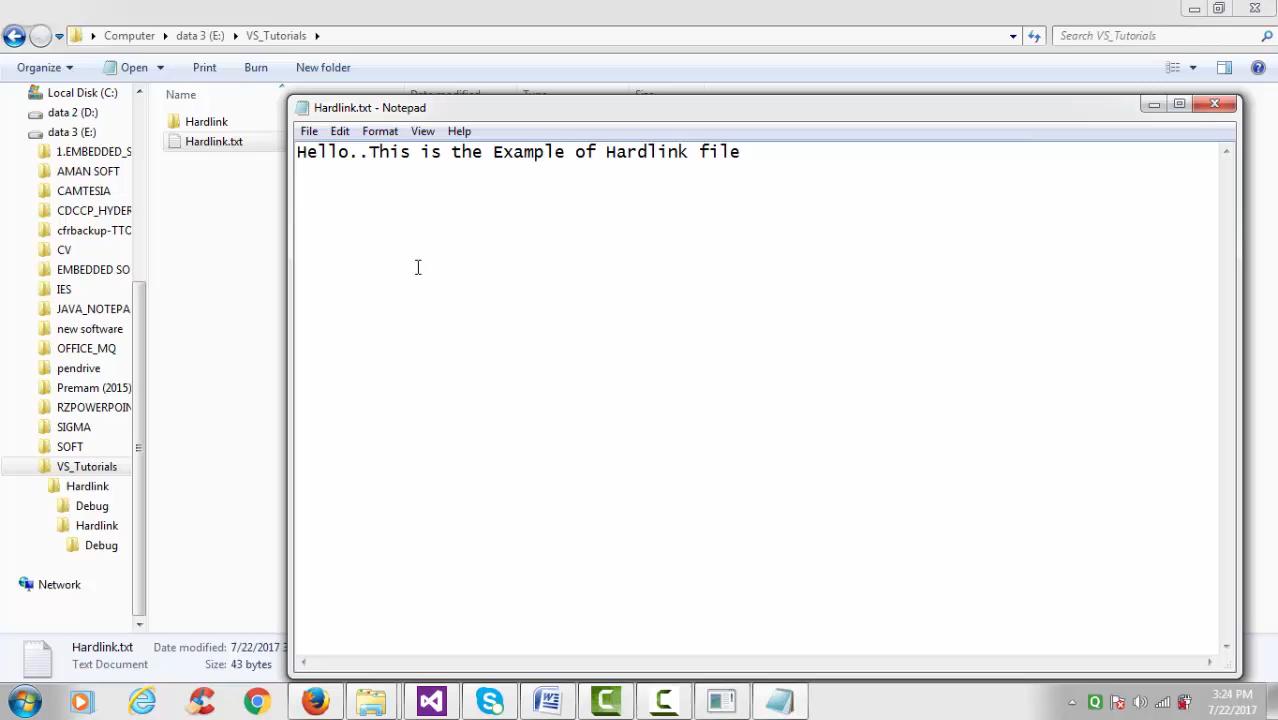 Computer
data 3 (E:)
VS_Tutorials
Search VS_Tutorials
Organize
Open
Print
Burn
New folder
Local Disk (C:)
data 2 (D:)
data 3 (E:)
1.EMBEDDED_S
AMAN SOFT
CAMTESIA
CDCCP_HYDER
cfrbackup-TTO
CV
EMBEDDED SO
IES
JAVA_NOTEPA
new software
OFFICE_MQ
pendrive
Premam (2015)
RZPOWERPOIN
SIGMA
SOFT
VS_Tutorials
Hardlink
Debug
Hardlink
Debug
Network
Name
Hardlink
Hardlink.txt
Hardlink.txt - Notepad
File Edit Format View Help
Hello..This is the Example of Hardlink file
Hardlink.txt Date modified: 7/22/2017
Text Document Size: 43 bytes
3:24 PM
7/22/2017